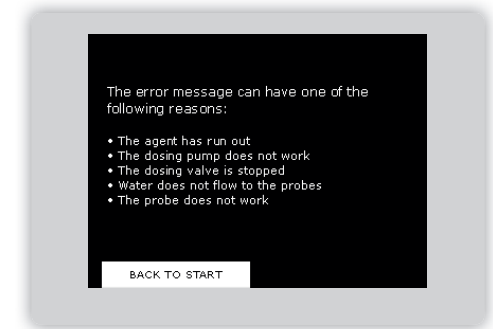 The error message can have one of the
following reasons:
• The agent has run out
• The dosing pump does not work
• The dosing valve is stopped
• Water does not flow to the probes
• The probe does not work
BACK TO START